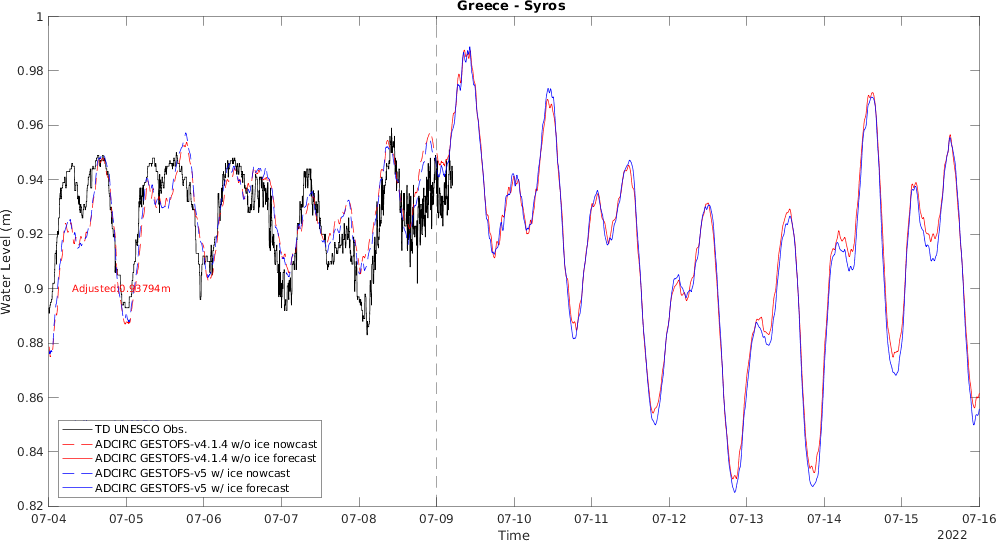 Greece - Syros
Water Level (m)
1
0.98
0.96
0.94
0.92
0.9
0.88
0.86
0.84
0.82
Adjusted:0.93794m
TD UNESCO Obs.
ADCIRC GESTOFS-v4.1.4 w/o ice nowcast
ADCIRC GESTOFS-v4.1.4 w/o ice forecast
ADCIRC GESTOFS-v5 w/ ice nowcast
ADCIRC GESTOFS-v5 w/ ice forecast
07-04 07-05 07-06 07-07 07-08 07-09 07-10 07-11 07-12 07-13 07-14 07-15 07-16
Time
2022